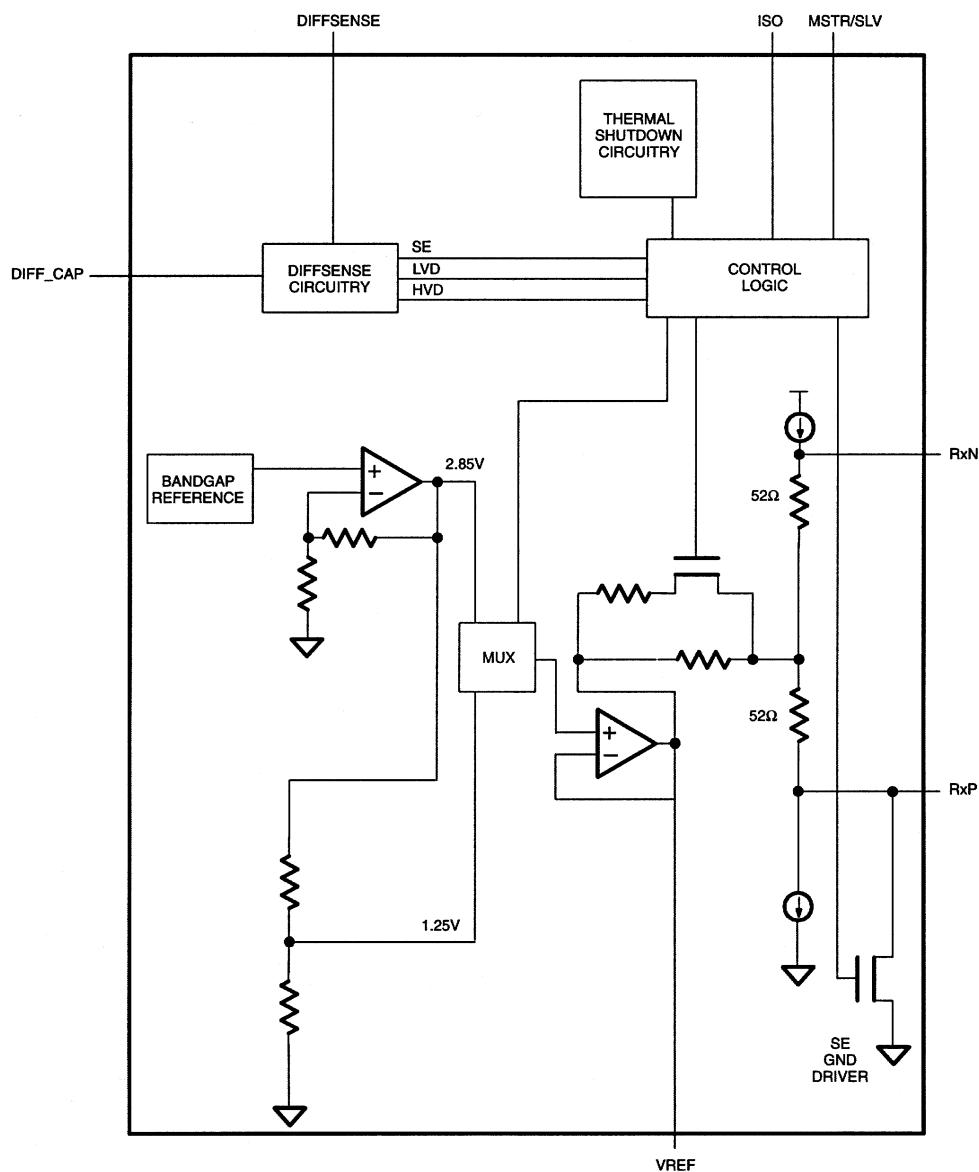 DIFFSENSE
ISO
MSTR/SLV
THERMAL
SHUTDOWN
CIRCUITRY
DIFF_CAP
DIFFSENSE
CIRCUITRY
SE
LVD
HVD
CONTROL
LOGIC
BANDGAP
REFERENCE
+
−
2.85V
RxN
52Ω
MUX
52Ω
+
−
RxP
1.25V
SE
GND
DRIVER
VREF